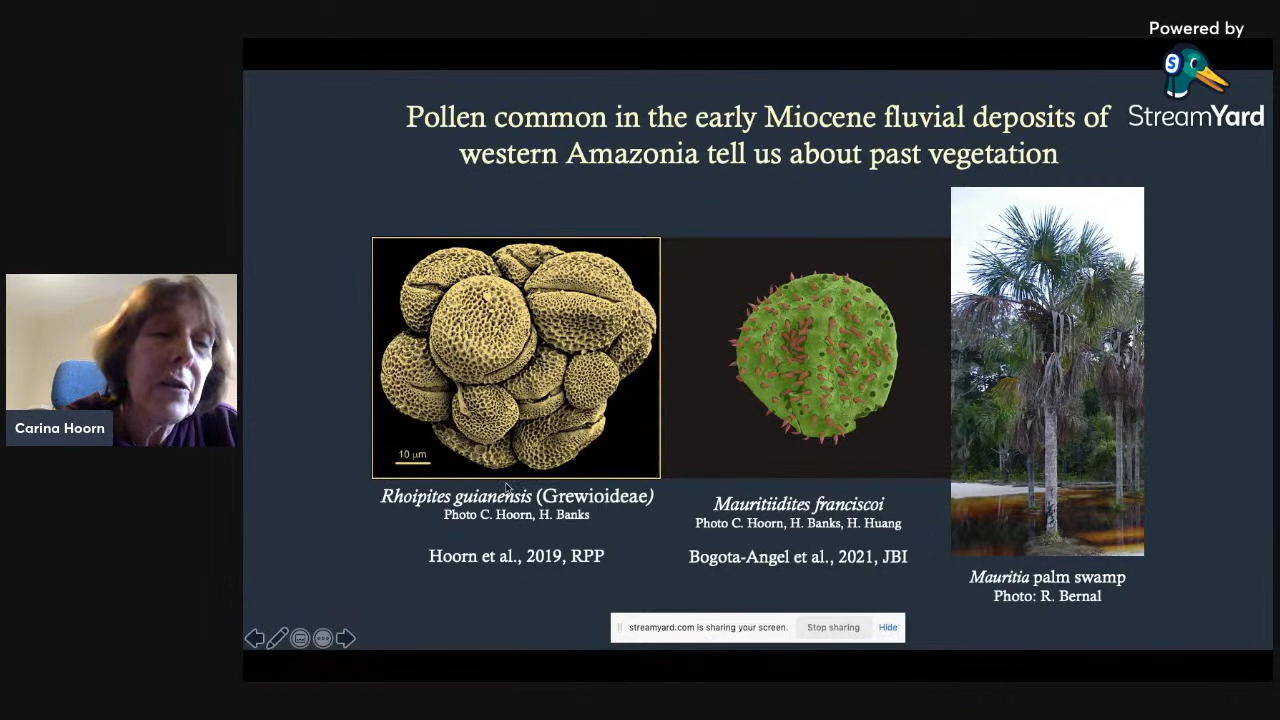 Powered by
S
StreamYard
Pollen common in the early Miocene fluvial deposits of
western Amazonia tell us about past vegetation
Carina Hoorn
10 μm
Rhoipites guianensis (Grewioideae)
Photo C. Hoorn, H. Banks
Hoorn et al., 2019, RPP
Mauritiidites franciscoi
Photo C. Hoorn, H. Banks, H. Huang
Bogota-Angel et al., 2021, JBI
Mauritia palm swamp
Photo: R. Bernal
streamyard.com is sharing your screen. Stop sharing Hide